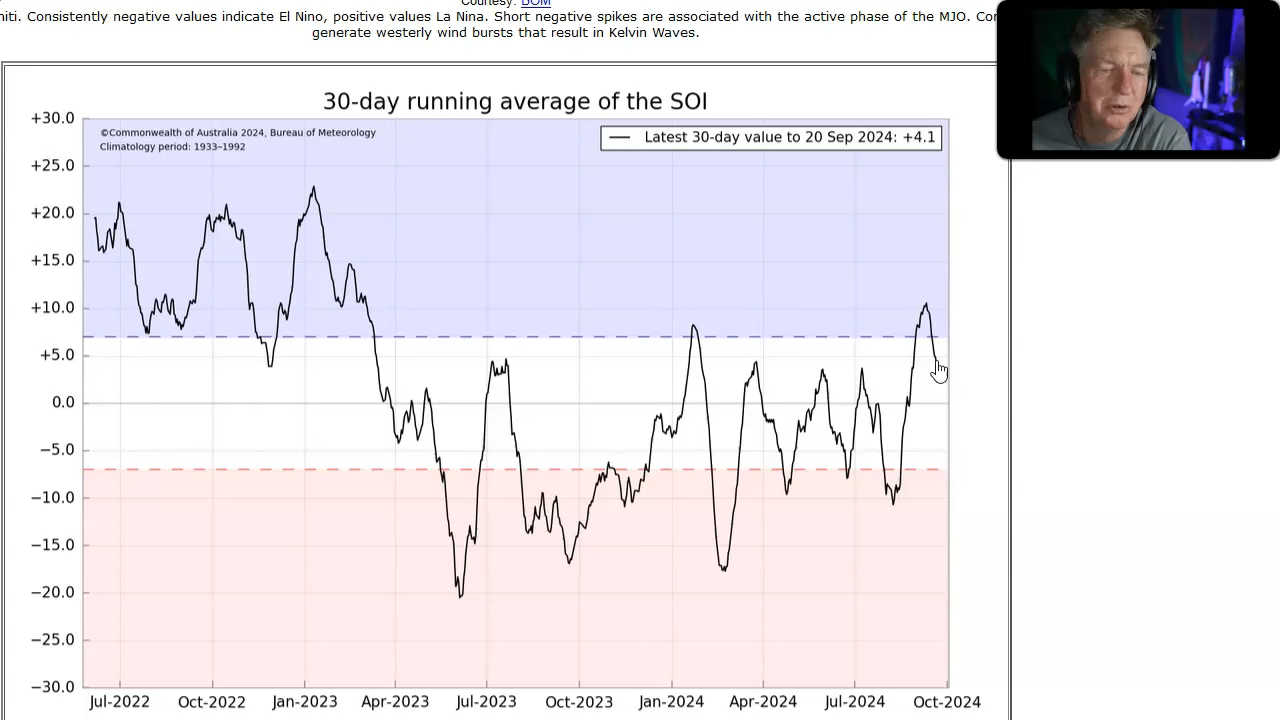 Courtesy: BOM
niti. Consistently negative values indicate El Nino, positive values La Nina. Short negative spikes are associated with the active phase of the MJO. Con
generate westerly wind bursts that result in Kelvin Waves.
30-day running average of the SOI
©Commonwealth of Australia 2024, Bureau of Meteorology
Climatology period: 1933–1992
Latest 30-day value to 20 Sep 2024: +4.1
+30.0
+25.0
+20.0
+15.0
+10.0
+5.0
0.0
−5.0
−10.0
−15.0
−20.0
−25.0
−30.0
Jul-2022 Oct-2022 Jan-2023 Apr-2023 Jul-2023 Oct-2023 Jan-2024 Apr-2024 Jul-2024 Oct-2024